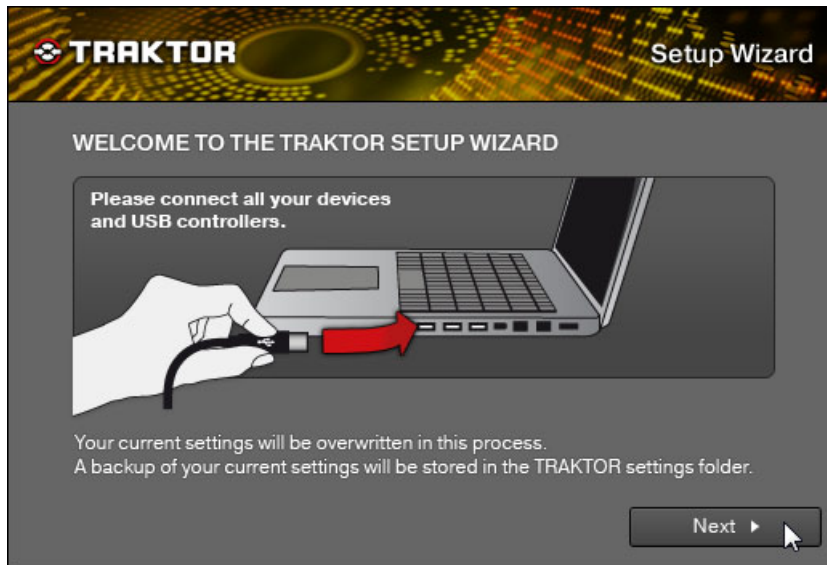 TRAKTOR
Setup Wizard
WELCOME TO THE TRAKTOR SETUP WIZARD
Please connect all your devices
and USB controllers.
Your current settings will be overwritten in this process.
A backup of your current settings will be stored in the TRAKTOR settings folder.
Next